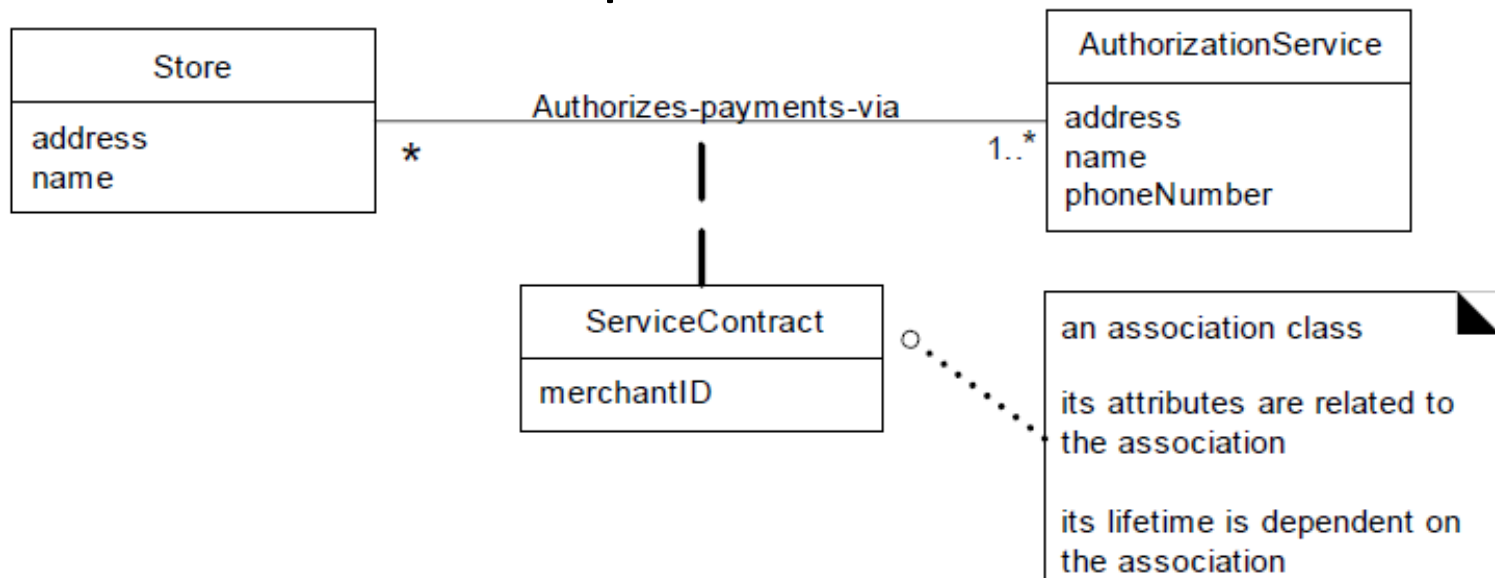 Store
address
name
Authorizes-payments-via
*
1..*
AuthorizationService
address
name
phoneNumber
ServiceContract
merchantID
an association class
its attributes are related to
the association
its lifetime is dependent on
the association